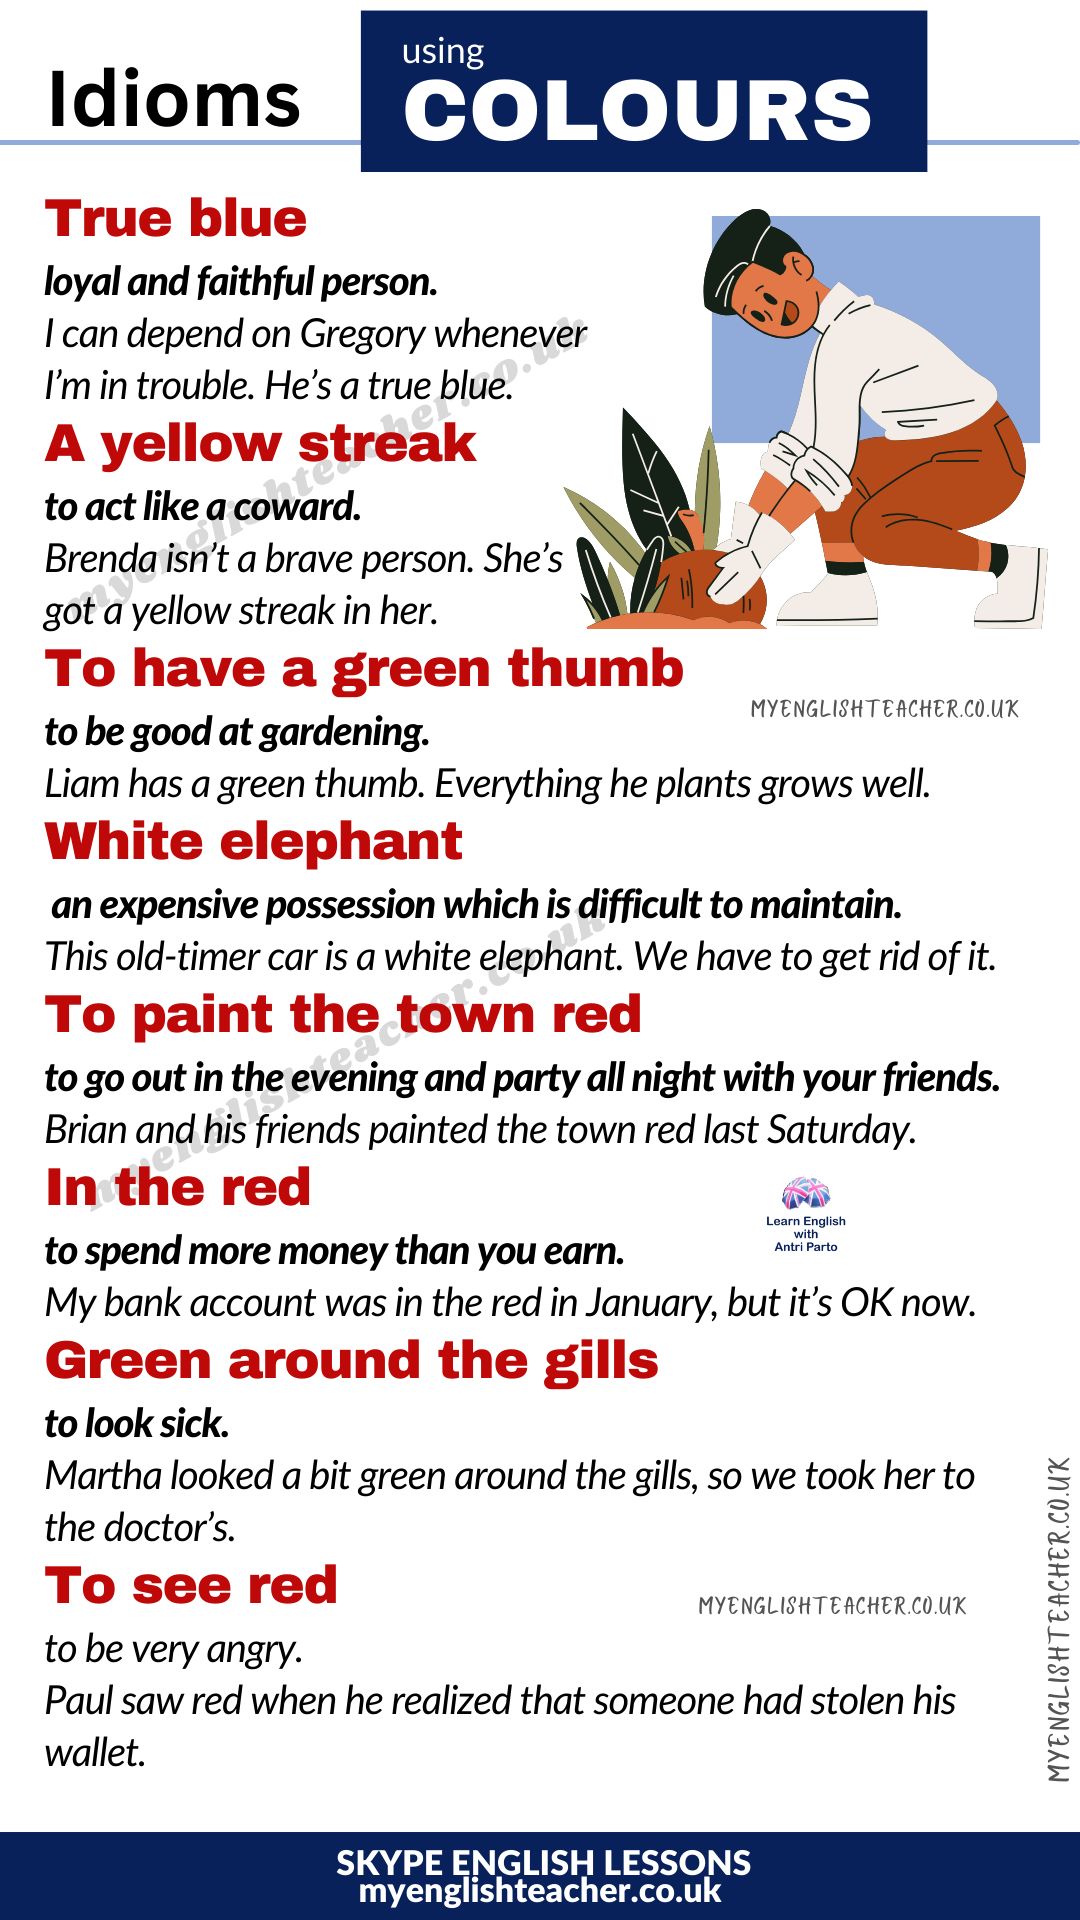 Idioms
using
COLOURS
True blue
loyal and faithful person.
I can depend on Gregory whenever
I'm in trouble. He's a true blue.
A yellow streak
to act like a coward.
Brenda isn't a brave person. She's
got a yellow streak in her.
To have a green thumb
MYENGLISHTEACHER.CO.UK
to be good at gardening.
Liam has a green thumb. Everything he plants grows well.
White elephant
an expensive possession which is difficult to maintain.
This old-timer car is a white elephant. We have to get rid of it.
To paint the town red
to go out in the evening and party all night with your friends.
Brian and his friends painted the town red last Saturday.
In the red
Learn English
with
Antri Parto
to spend more money than you earn.
My bank account was in the red in January, but it's OK now.
Green around the gills
to look sick.
Martha looked a bit green around the gills, so we took her to
the doctor's.
To see red
MYENGLISHTEACHER.CO.UK
to be very angry.
Paul saw red when he realized that someone had stolen his
wallet.
MYENGLISHTEACHER.CO.UK
myenglishteacher.co.uk
myenglishteacher.co.uk
SKYPE ENGLISH LESSONS
myenglishteacher.co.uk